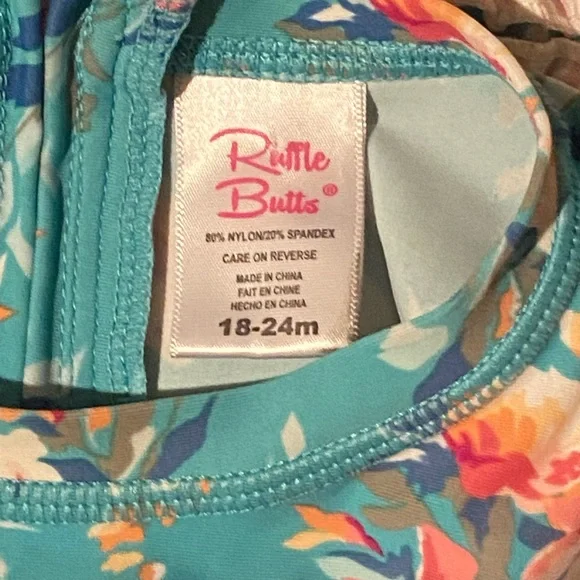 Ruffle
Butts®
80% NYLON/20% SPANDEX
CARE ON REVERSE
MADE IN CHINA
FAIT EN CHINE
HECHO EN CHINA
18-24m